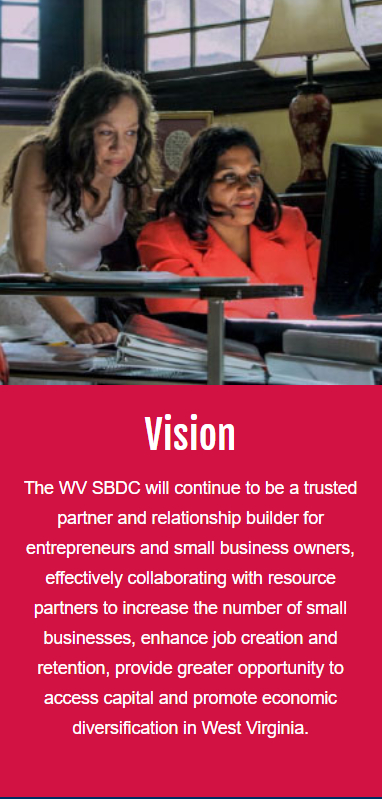 Vision
The WV SBDC will continue to be a trusted
partner and relationship builder for
entrepreneurs and small business owners,
effectively collaborating with resource
partners to increase the number of small
businesses, enhance job creation and
retention, provide greater opportunity to
access capital and promote economic
diversification in West Virginia.